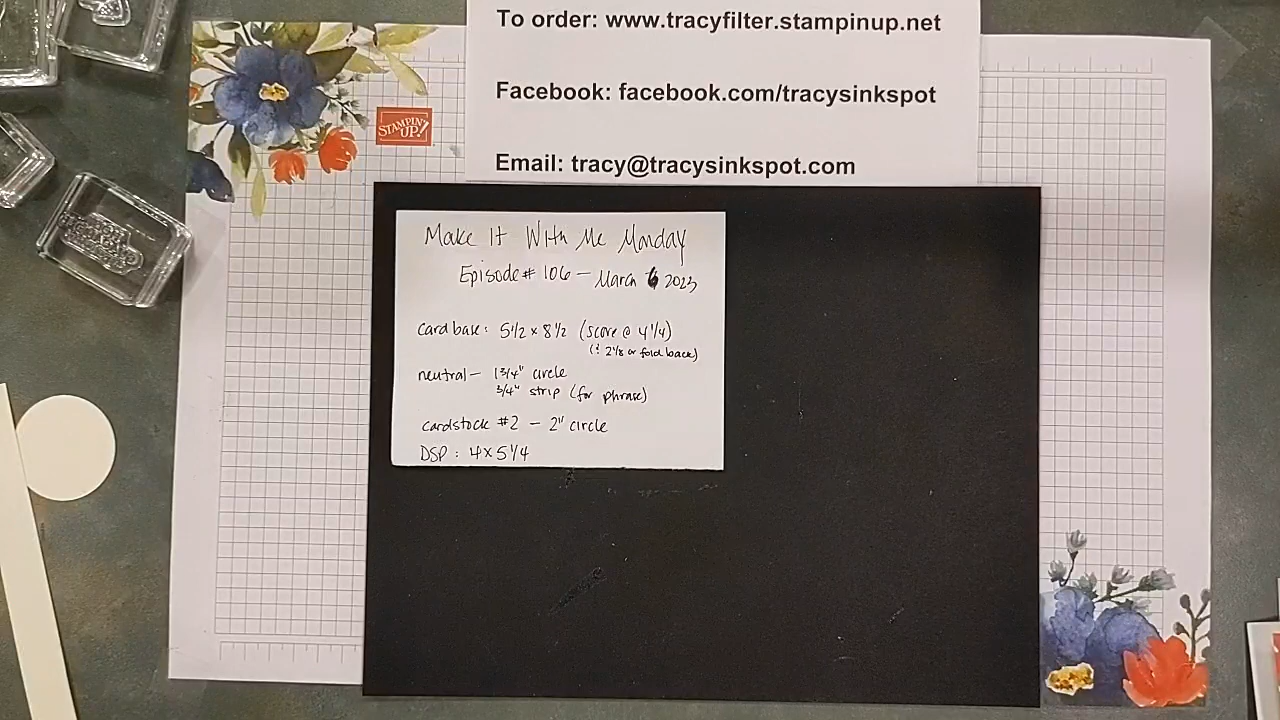 To order: www.tracyfilter.stampinup.net
Facebook: facebook.com/tracysinkspot
Email: tracy@tracysinkspot.com
STAMPIN' UP!
Make It With Me Monday
Episode # 106 - March 6 2023
Card base: 5 1/2 x 8 1/2 (score @ 4 1/4)
(& 2 1/8 or fold back)
neutral - 1 3/4" circle
3/4" strip (for phrase)
cardstock #2 - 2" circle
DSP: 4 x 5 1/4